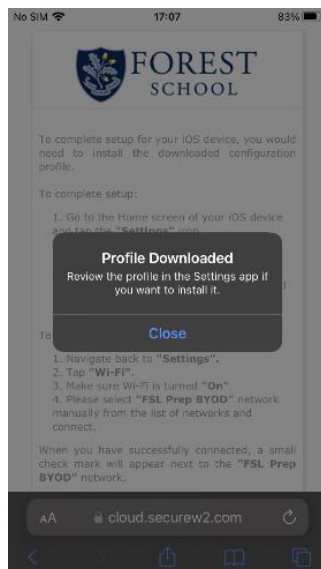 No SIM 17:07 83%
FOREST
SCHOOL
To complete setup for your iOS device, you would
need to install the downloaded configuration
profile.
To complete setup:
1. Go to the Home screen of your iOS device
and tap the "Settings" icon
Profile Downloaded
Review the profile in the Settings app if
you want to install it.
Close
To
1. Navigate back to "Settings".
2. Tap "Wi-Fi".
3. Make sure Wi-Fi is turned "On"
4. Please select "FSL Prep BYOD" network
manually from the list of networks and
connect.
When you have successfully connected, a small
check mark will appear next to the "FSL Prep
BYOD" network.
AA cloud.securew2.com